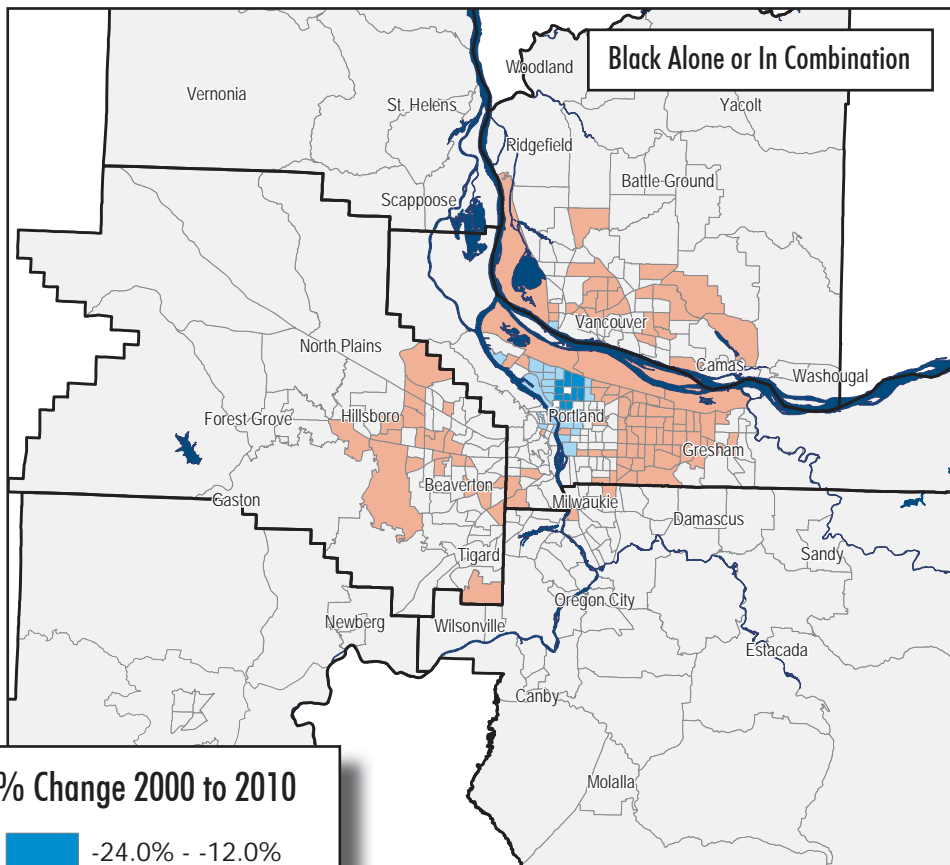 Black Alone or In Combination
Woodland
Vernonia
St. Helens
Yacolt
Ridgefield
Battle Ground
Scappoose
Vancouver
North Plains
Camas
Washougal
Forest Grove
Hillsboro
Portland
Gresham
Beaverton
Gaston
Milwaukie
Damascus
Tigard
Sandy
Oregon City
Newberg
Wilsonville
Estacada
Canby
Molalla
% Change 2000 to 2010
-24.0% - -12.0%